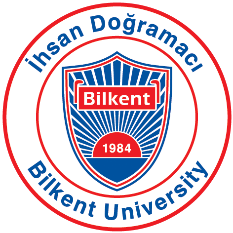 İhsan Doğramacı
Bilkent
1984
Bilkent University